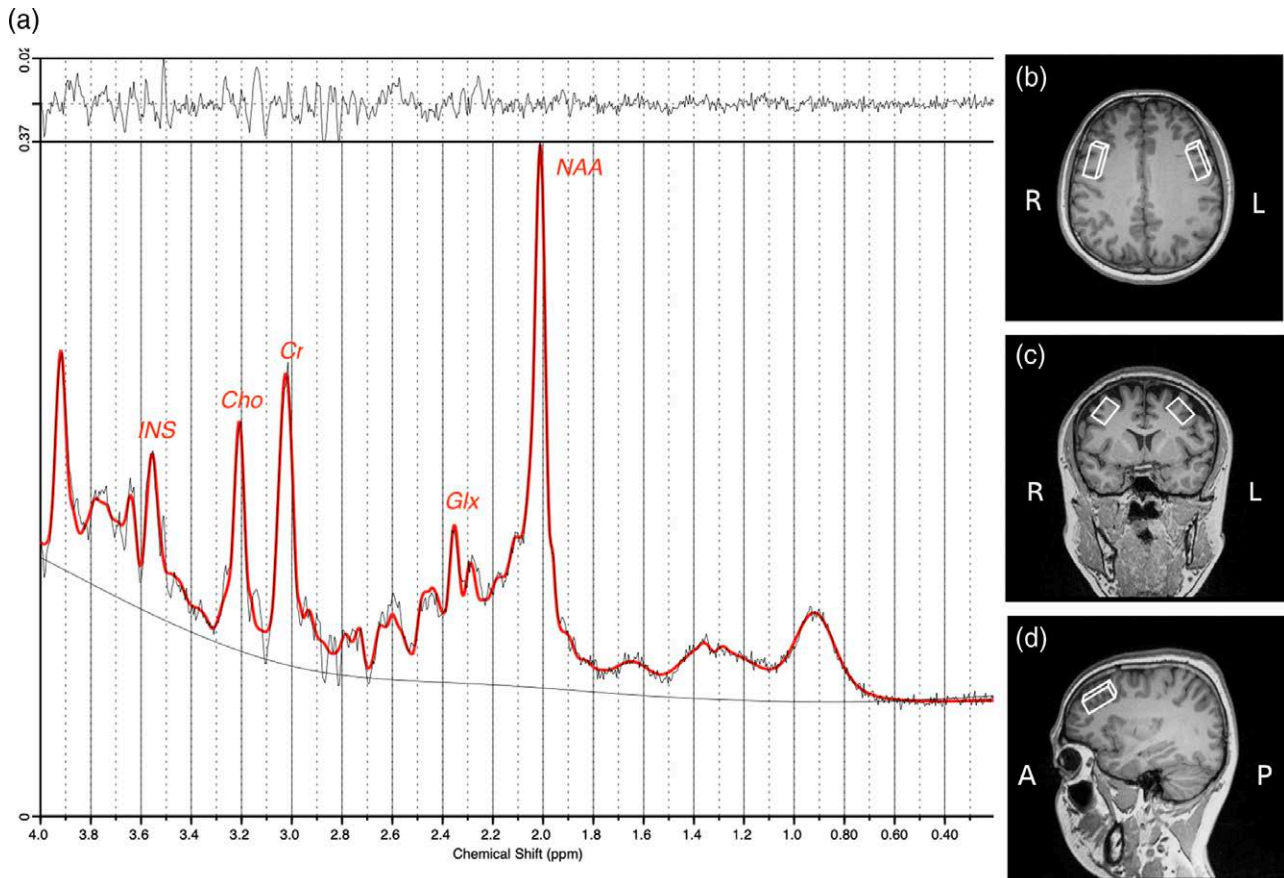 (a)
0.02
0.37
NAA
Cr
Cho
INS
Glx
0
4.0 3.8 3.6 3.4 3.2 3.0 2.8 2.6 2.4 2.2 2.0 1.8 1.6 1.4 1.2 1.0 0.80 0.60 0.40
Chemical Shift (ppm)
(b)
R L
(c)
R L
(d)
A P